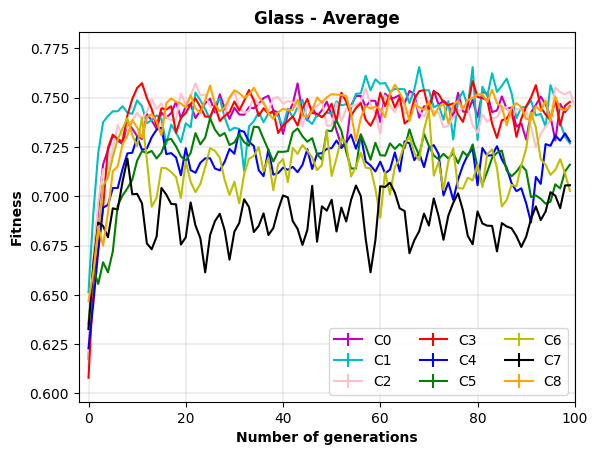 Glass - Average
0.775
0.750
0.725
0.700
0.675
0.650
0.625
0.600
Fitness
C0 C3 C6
C1 C4 C7
C2 C5 C8
0 20 40 60 80 100
Number of generations